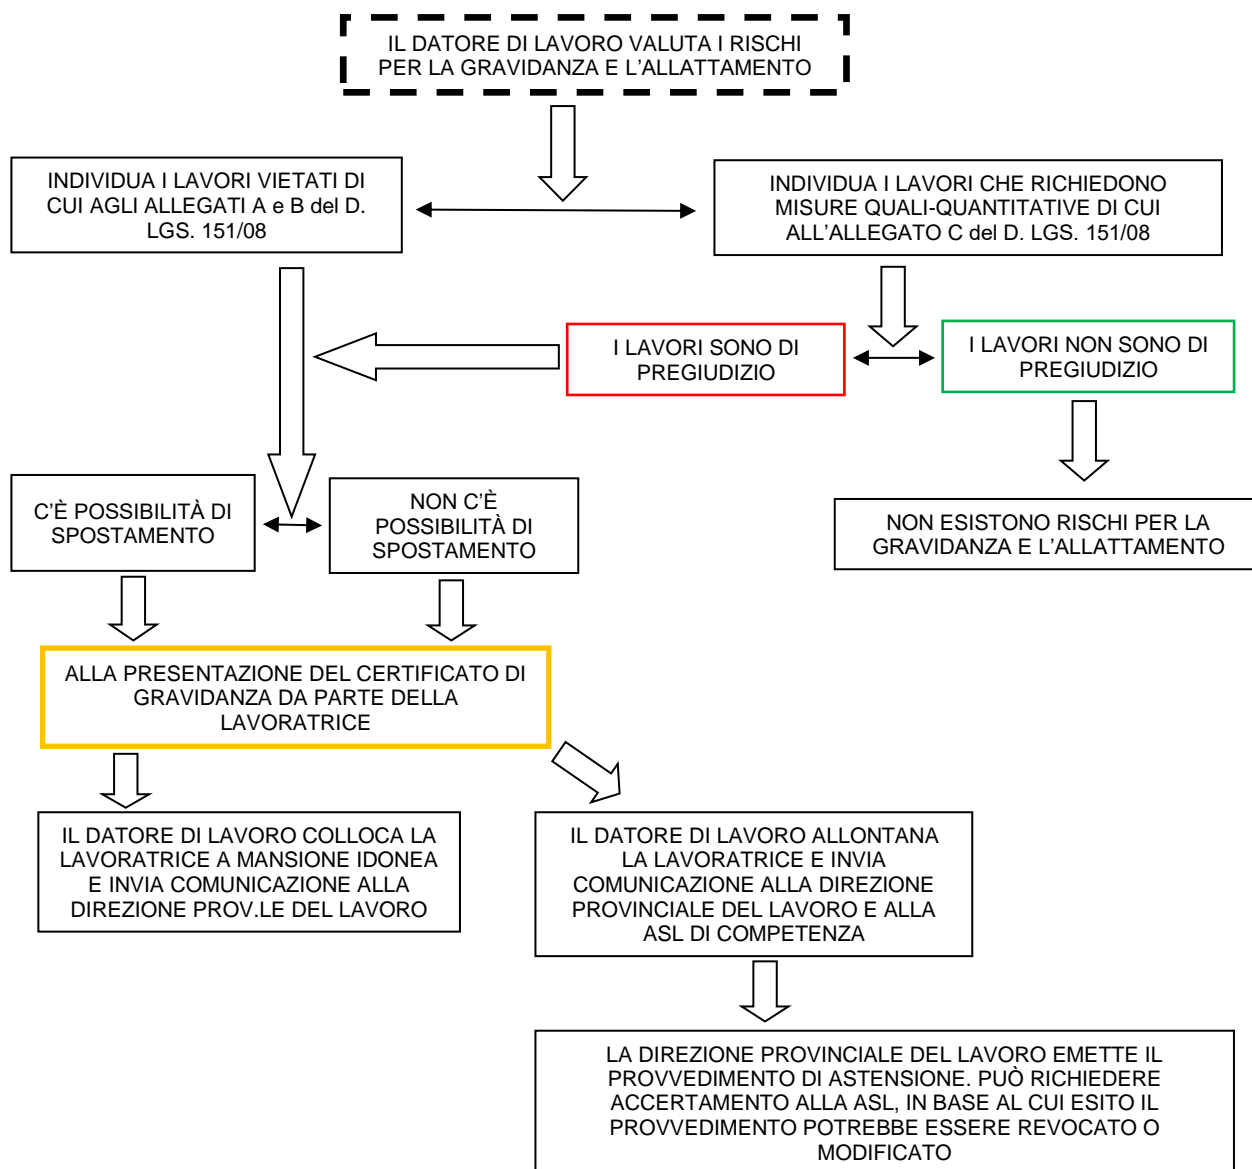 IL DATORE DI LAVORO VALUTA I RISCHI
PER LA GRAVIDANZA E L’ALLATTAMENTO
INDIVIDUA I LAVORI VIETATI DI
CUI AGLI ALLEGATI A e B del D.
LGS. 151/08
INDIVIDUA I LAVORI CHE RICHIEDONO
MISURE QUALI-QUANTITATIVE DI CUI
ALL’ALLEGATO C del D. LGS. 151/08
I LAVORI SONO DI
PREGIUDIZIO
I LAVORI NON SONO DI
PREGIUDIZIO
C’È POSSIBILITÀ DI
SPOSTAMENTO
NON C’È
POSSIBILITÀ DI
SPOSTAMENTO
NON ESISTONO RISCHI PER LA
GRAVIDANZA E L’ALLATTAMENTO
ALLA PRESENTAZIONE DEL CERTIFICATO DI
GRAVIDANZA DA PARTE DELLA
LAVORATRICE
IL DATORE DI LAVORO COLLOCA LA
LAVORATRICE A MANSIONE IDONEA
E INVIA COMUNICAZIONE ALLA
DIREZIONE PROV.LE DEL LAVORO
IL DATORE DI LAVORO ALLONTANA
LA LAVORATRICE E INVIA
COMUNICAZIONE ALLA DIREZIONE
PROVINCIALE DEL LAVORO E ALLA
ASL DI COMPETENZA
LA DIREZIONE PROVINCIALE DEL LAVORO EMETTE IL
PROVVEDIMENTO DI ASTENSIONE. PUÒ RICHIEDERE
ACCERTAMENTO ALLA ASL, IN BASE AL CUI ESITO IL
PROVVEDIMENTO POTREBBE ESSERE REVOCATO O
MODIFICATO